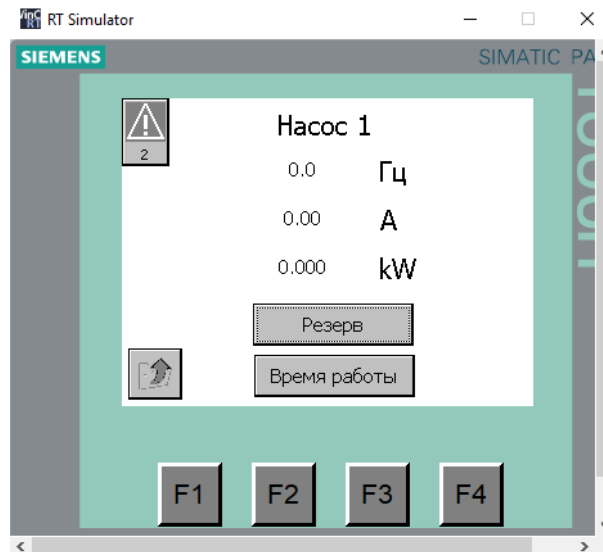 RT Simulator
SIEMENS
SIMATIC PA
TOUCH
2
Насос 1
0.0 Гц
0.00 A
0.000 kW
Резерв
Время работы
F1 F2 F3 F4